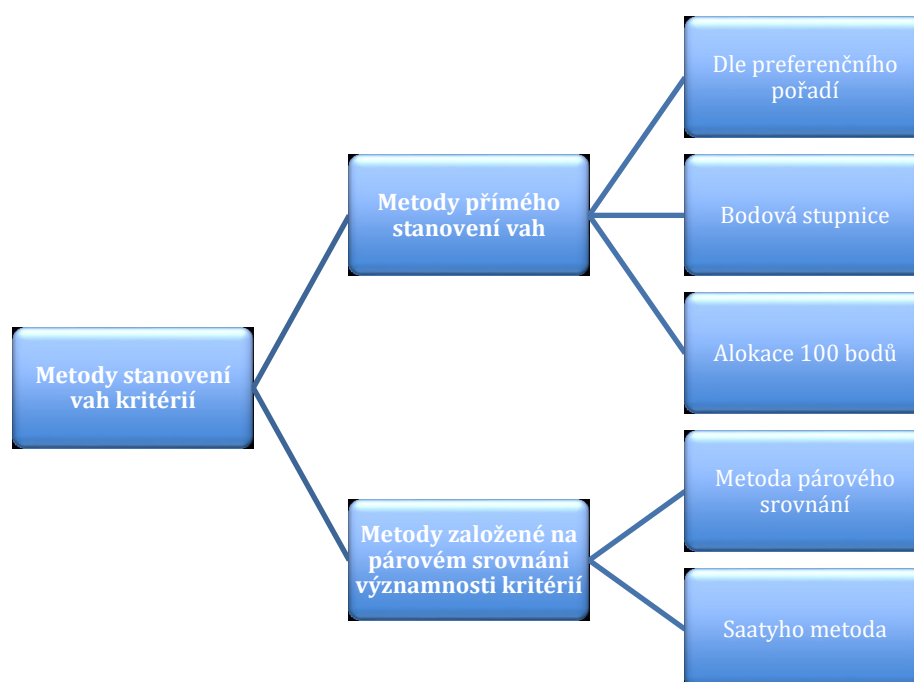 Metody stanovení
vah kritérií
Metody přímého
stanovení vah
Dle preferenčního
pořadí
Bodová stupnice
Alokace 100 bodů
Metody založené na
párovém srovnáni
významnosti kritérií
Metoda párového
srovnání
Saatyho metoda